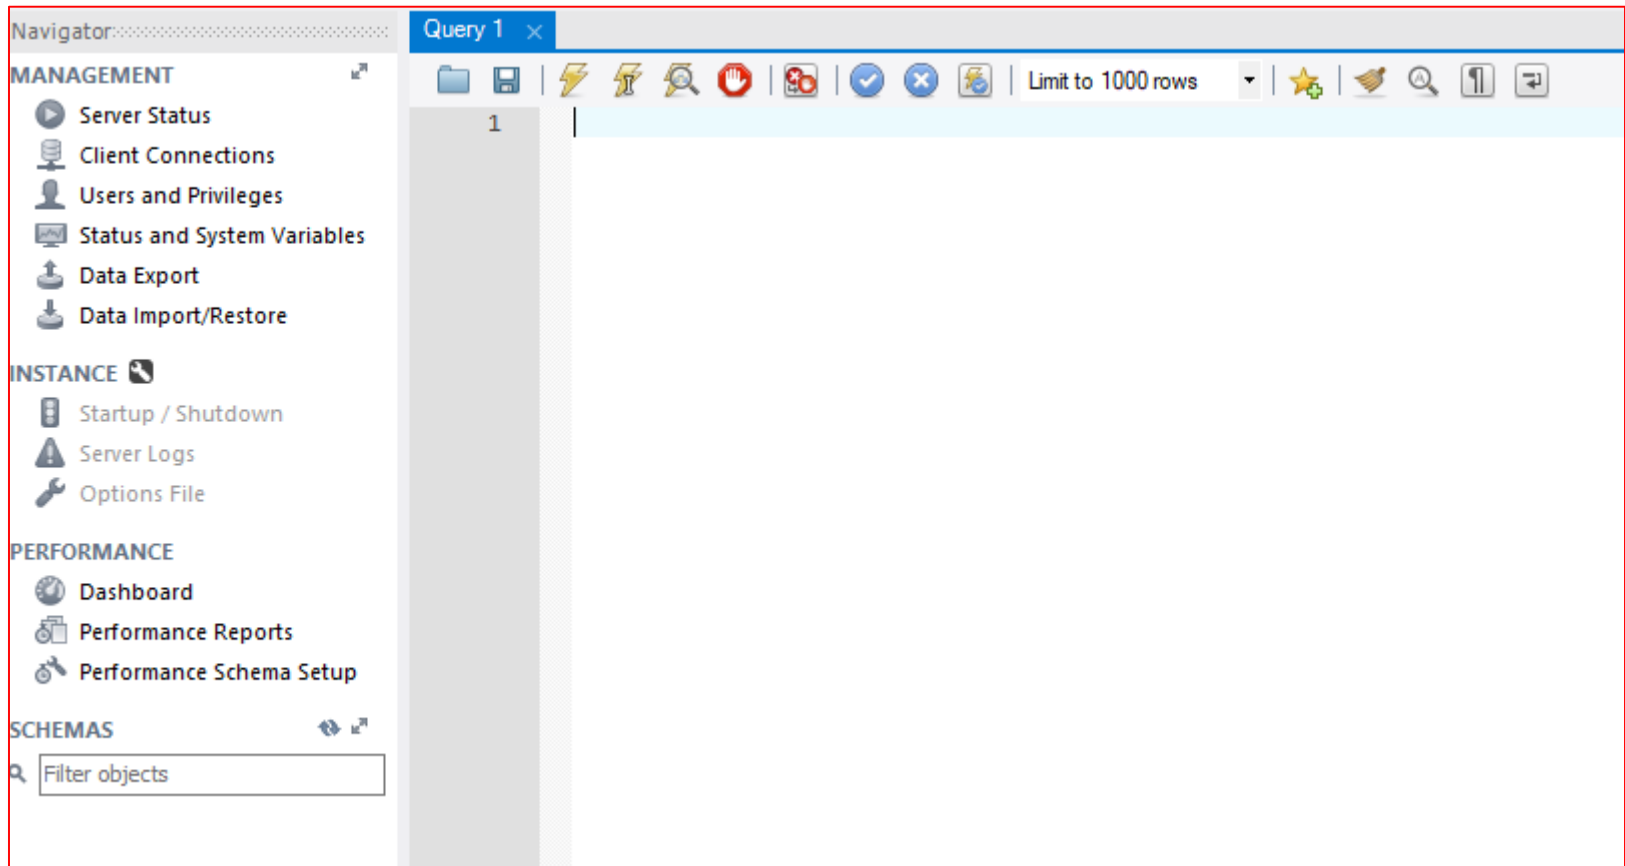 Navigator
MANAGEMENT
Server Status
Client Connections
Users and Privileges
Status and System Variables
Data Export
Data Import/Restore
INSTANCE
Startup / Shutdown
Server Logs
Options File
PERFORMANCE
Dashboard
Performance Reports
Performance Schema Setup
SCHEMAS
Filter objects
Query 1
Limit to 1000 rows
1